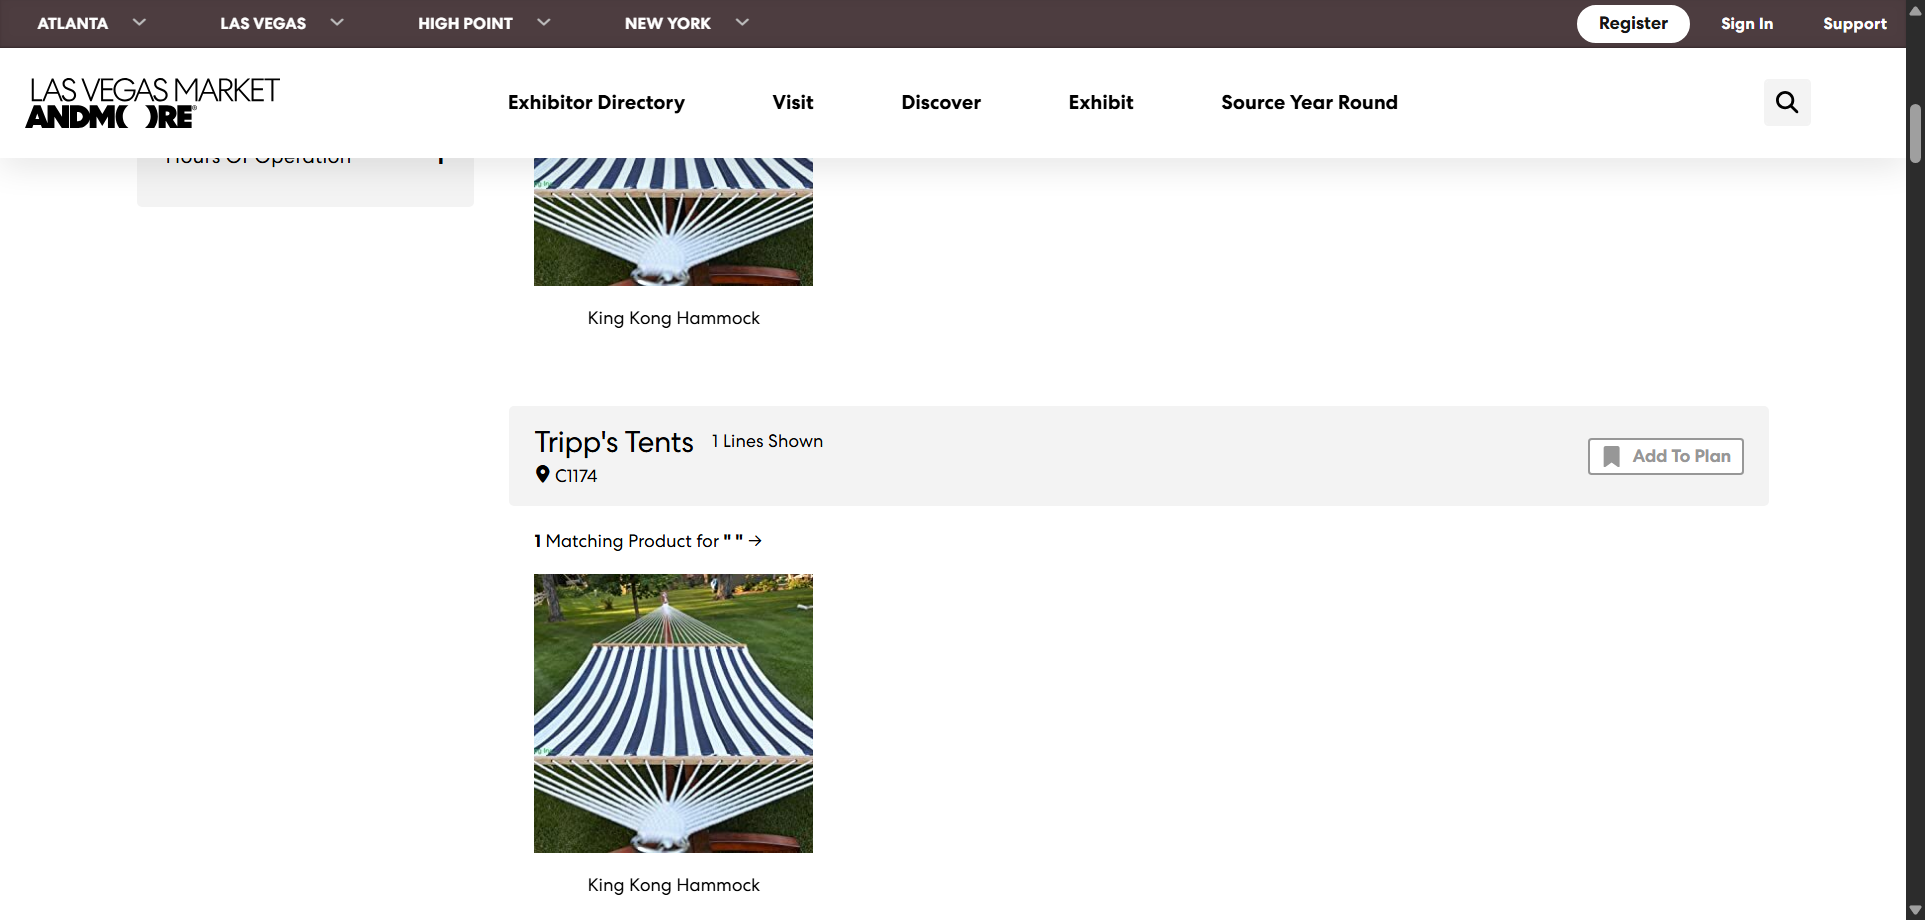 ATLANTA
LAS VEGAS
HIGH POINT
NEW YORK
Register
Sign In
Support
LAS VEGAS MARKET
ANDMORE
Exhibitor Directory
Visit
Discover
Exhibit
Source Year Round
Hours Of Operation
King Kong Hammock
Tripp's Tents
1 Lines Shown
C1174
Add To Plan
1 Matching Product for " " →
King Kong Hammock